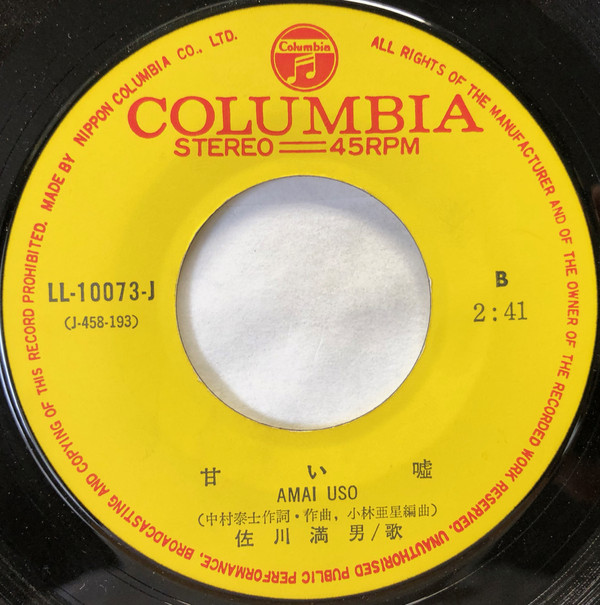 Columbia
COLUMBIA
STEREO=45RPM
LL-10073-J
(J-458-193)
B
2:41
甘い嘘
AMAI USO
(中村泰士作詞・作曲, 小林亜星編曲)
佐川満男/歌
ALL RIGHTS OF THE MANUFACTURER AND OF THE OWNER OF THE RECORDED WORK RESERVED. UNAUTHORISED PUBLIC PERFORMANCE, BROADCASTING AND COPYING OF THIS RECORD PROHIBITED. MADE BY NIPPON COLUMBIA CO., LTD.